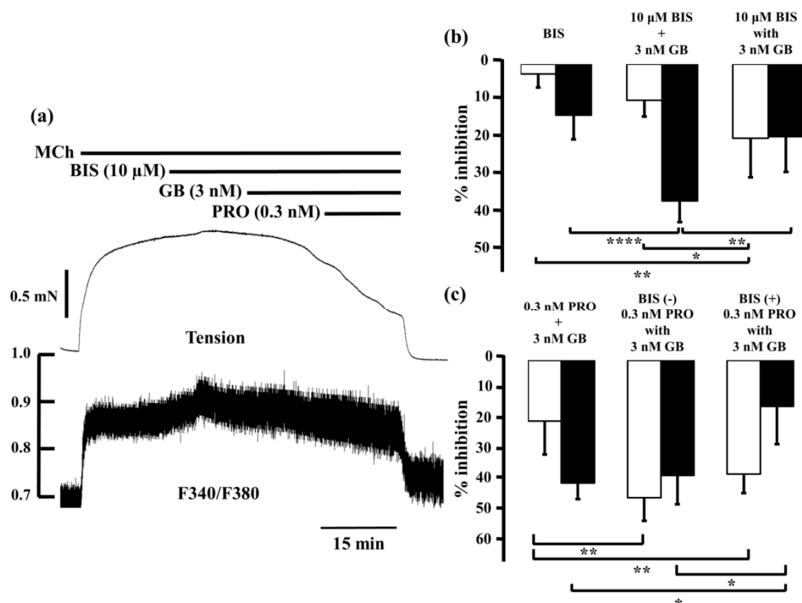 (a)
MCh
BIS (10 μM)
GB (3 nM)
PRO (0.3 nM)
0.5 mN
Tension
1.0
0.9
0.8
0.7
F340/F380
15 min
(b)
BIS
10 μM BIS
+
3 nM GB
10 μM BIS
with
3 nM GB
% inhibition
0
10
20
30
40
50
****
**
*
**
(c)
0.3 nM PRO
+
3 nM GB
BIS (-)
0.3 nM PRO
with
3 nM GB
BIS (+)
0.3 nM PRO
with
3 nM GB
% inhibition
0
10
20
30
40
50
60
**
**
*
*